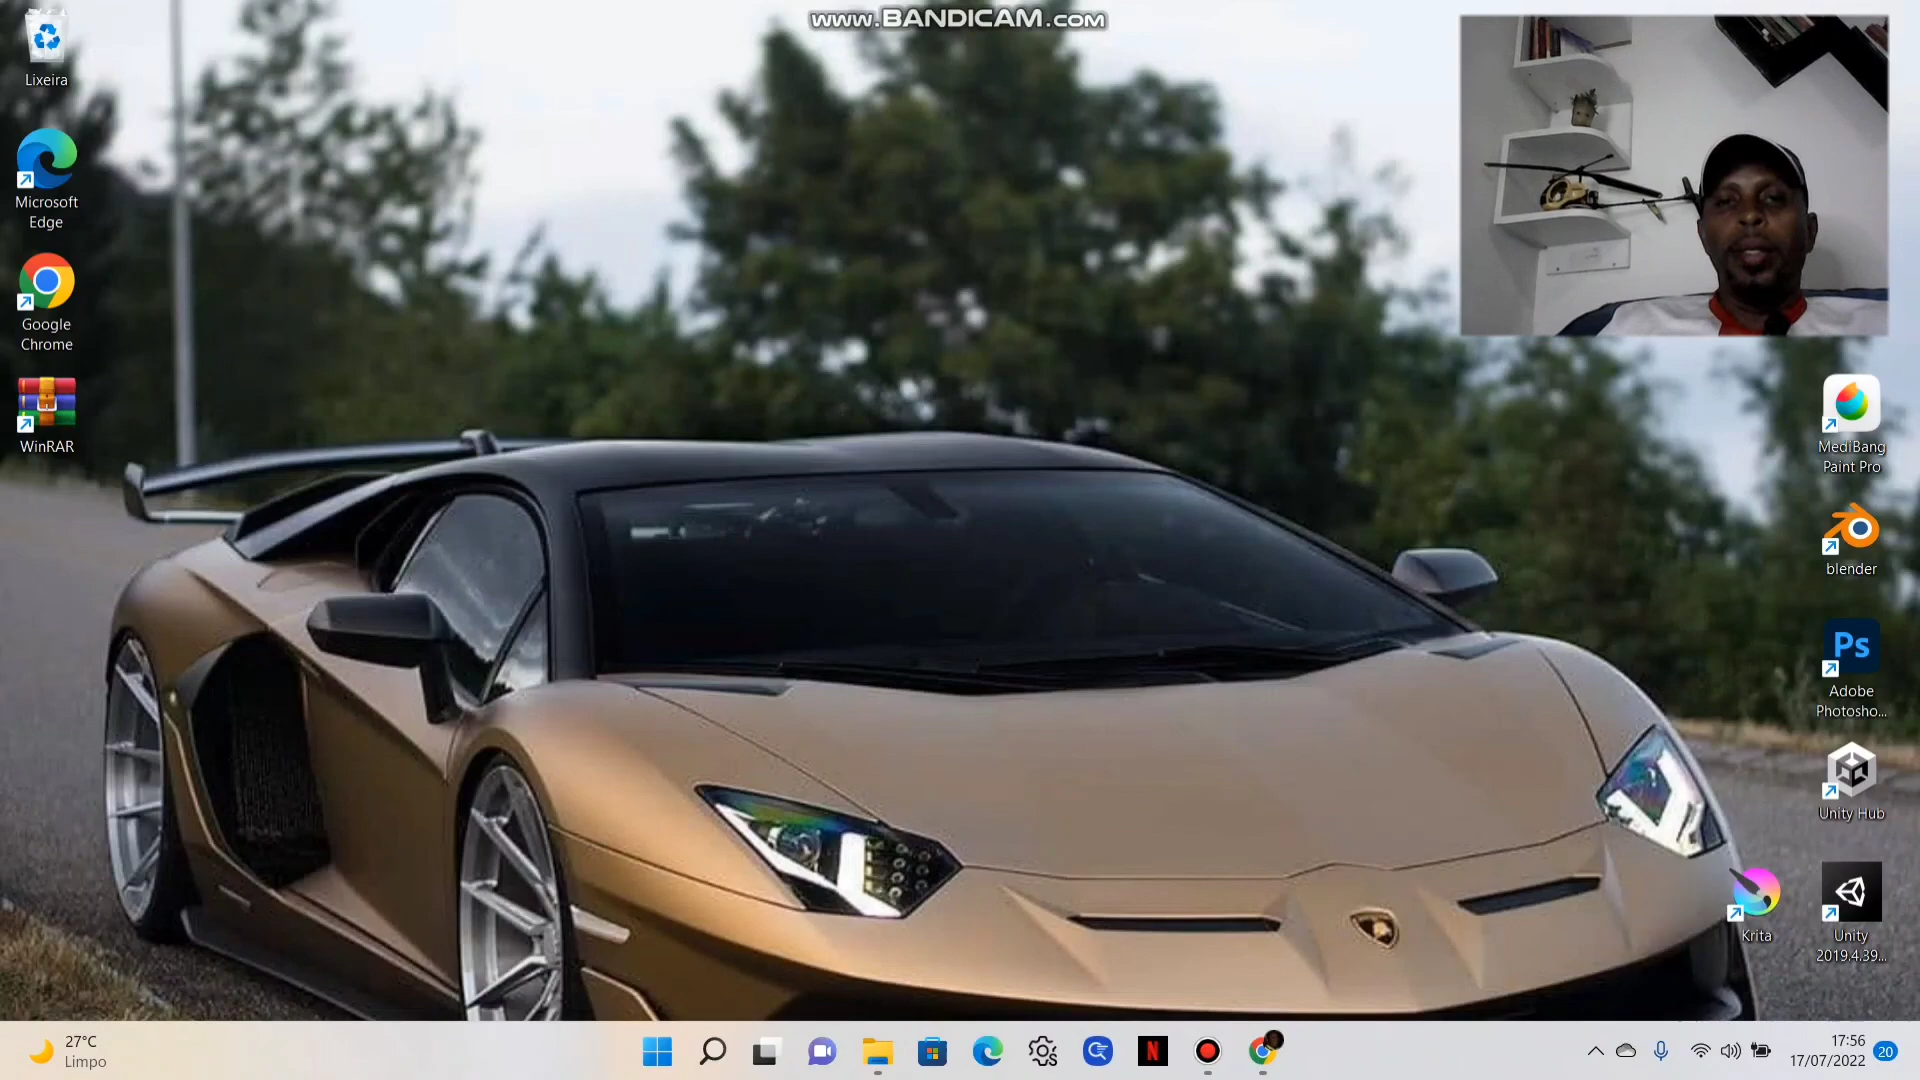 www.BANDICAM.com
Lixeira
Microsoft
Edge
Google
Chrome
WinRAR
MediBang
Paint Pro
blender
Ps
Adobe
Photosho...
Unity Hub
Krita
Unity
2019.4.39...
27°C
Limpo
N
17:56
17/07/2022
20